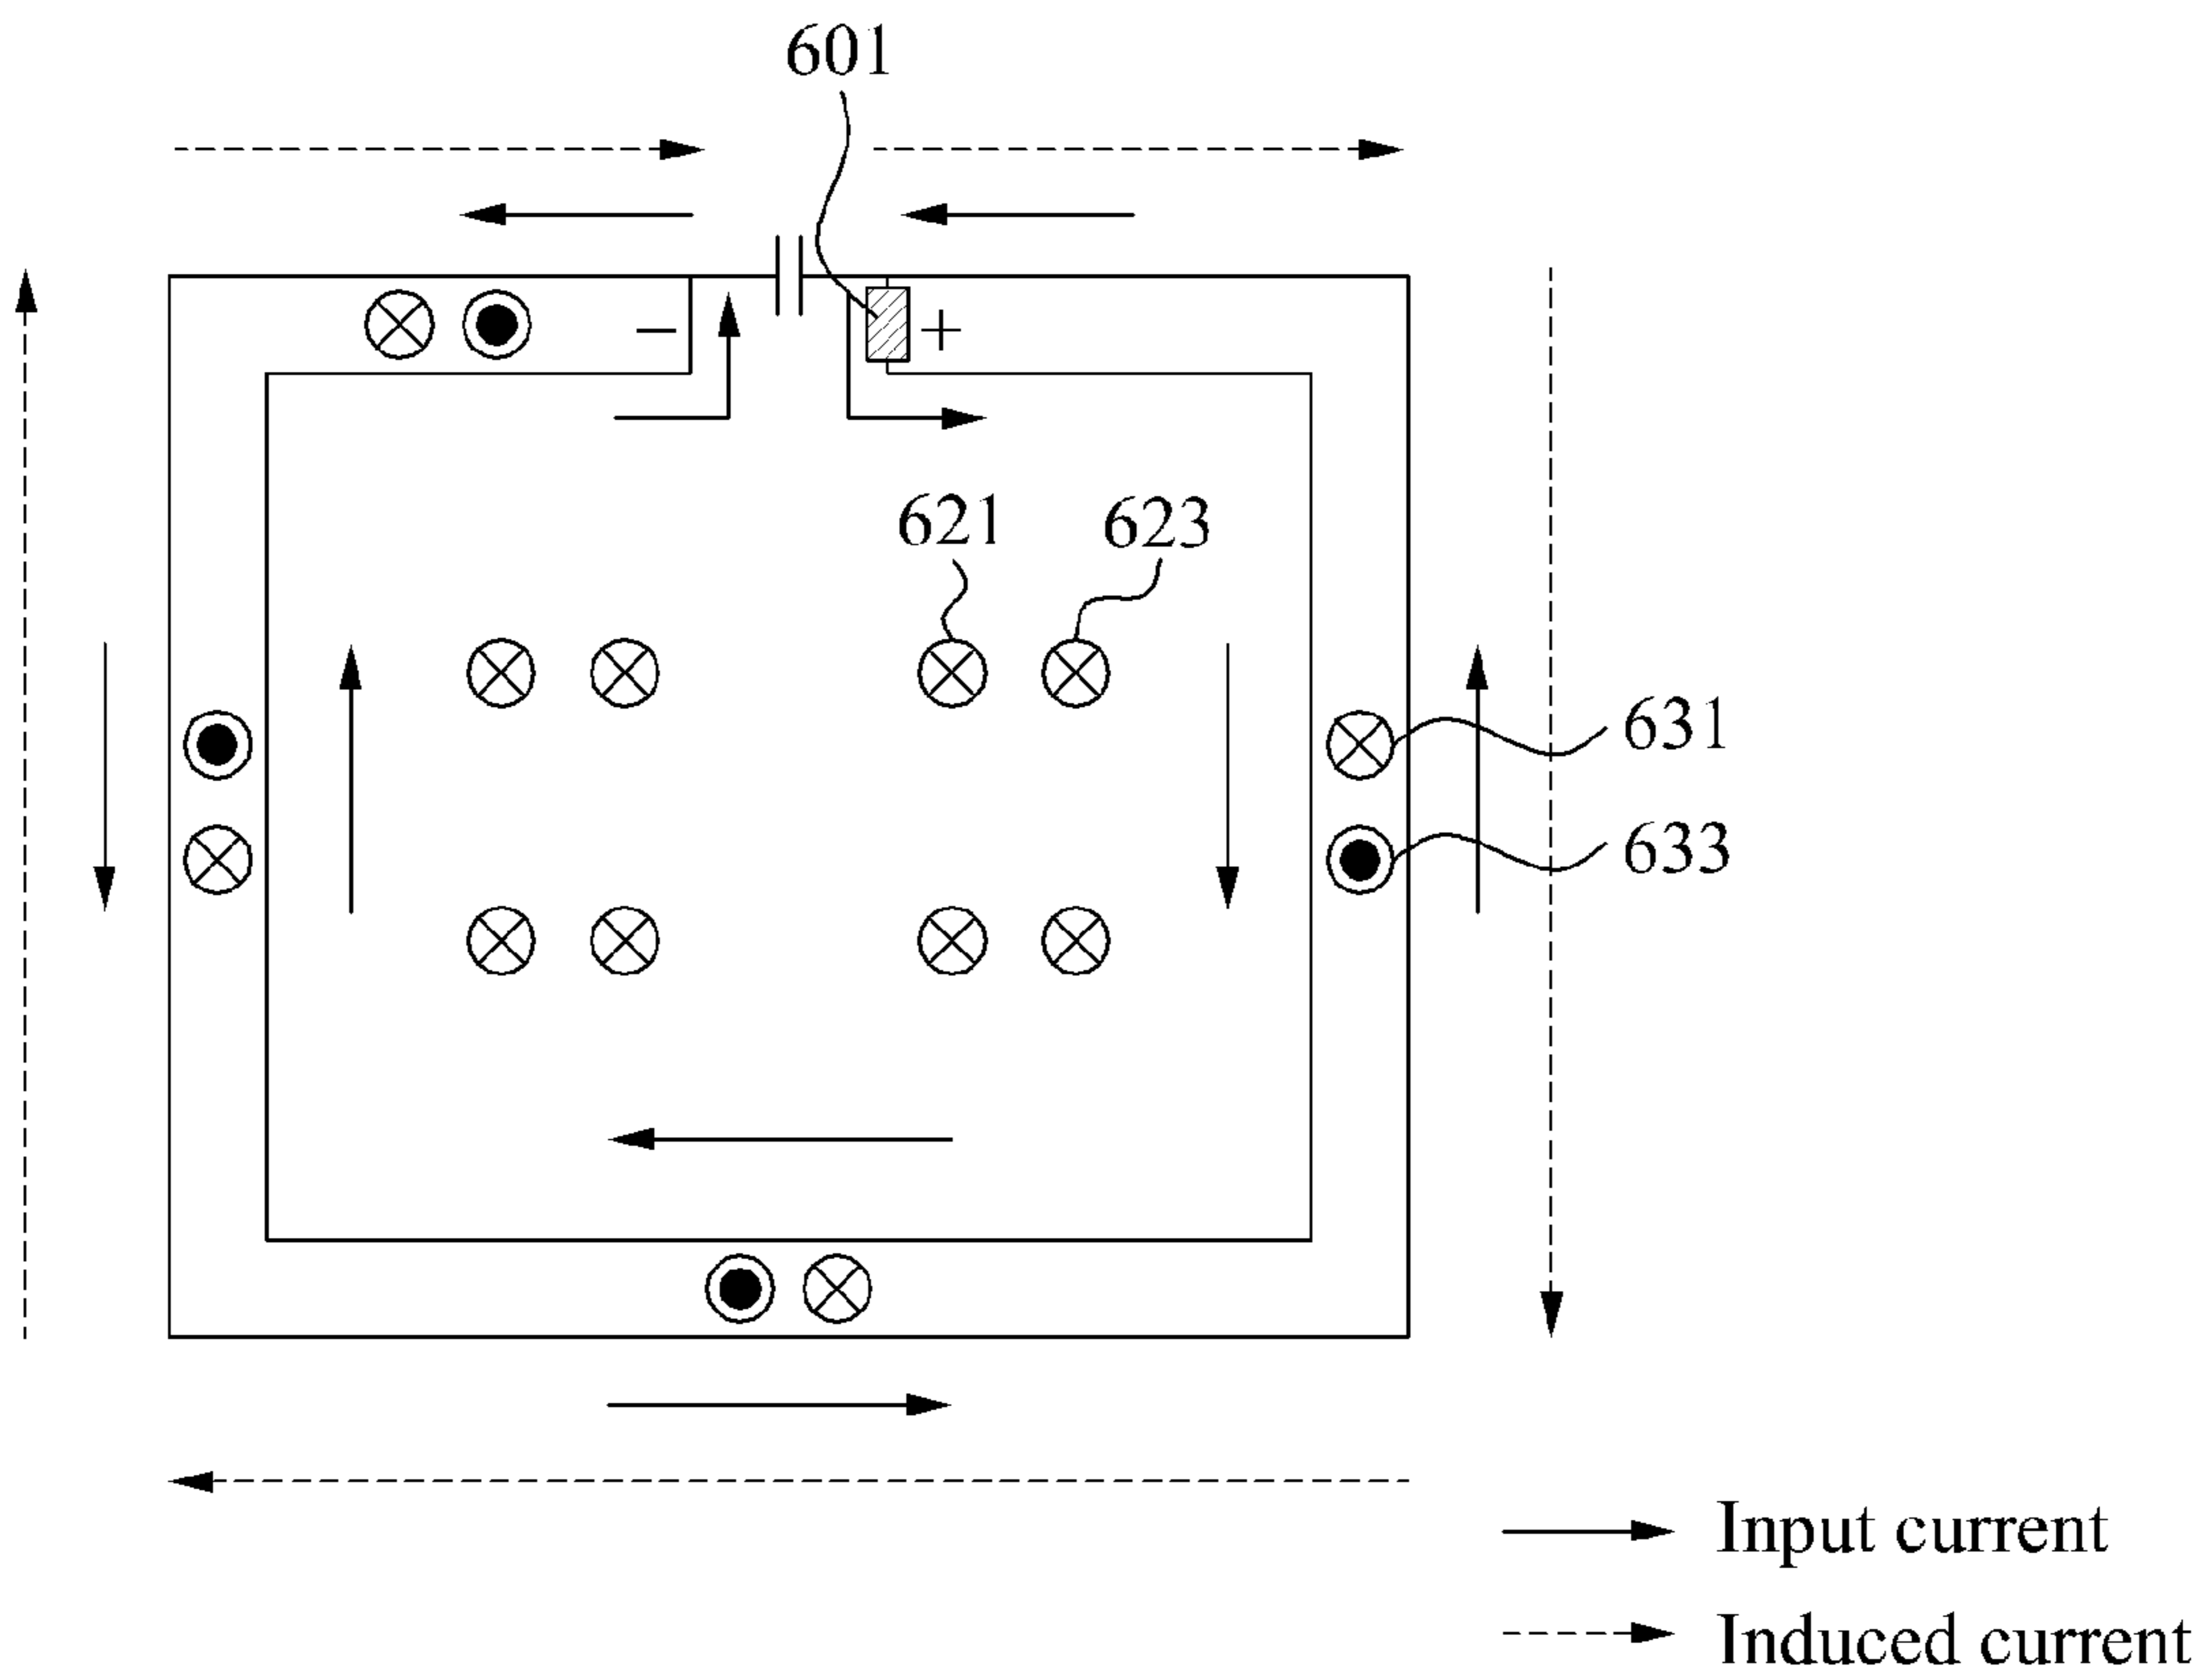 601
− +
621 623
631
633
Input current
Induced current